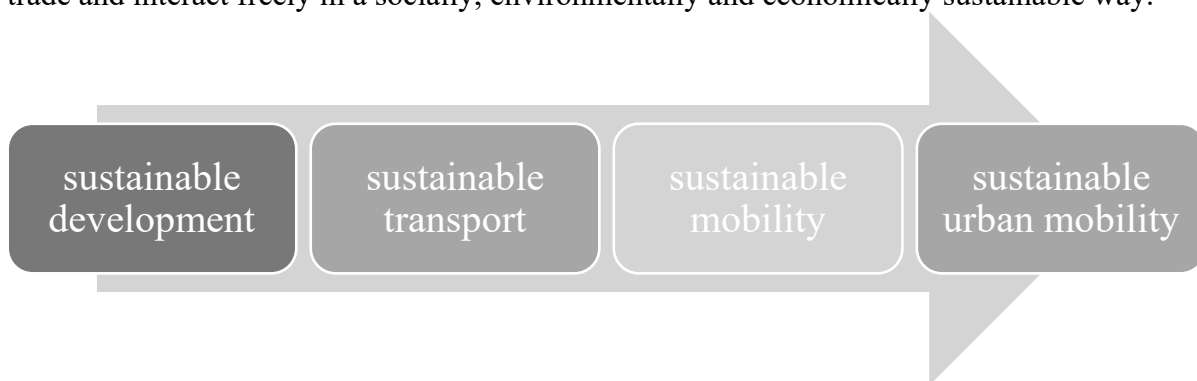 trade and interact freely in a socially, environmentally and economically sustainable way.
sustainable
development
sustainable
transport
sustainable
mobility
sustainable
urban mobility